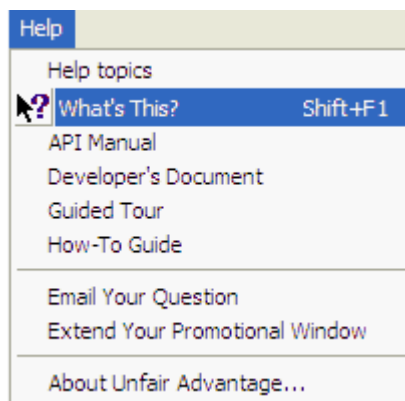 Help
Help topics
What's This? Shift+F1
API Manual
Developer's Document
Guided Tour
How-To Guide
Email Your Question
Extend Your Promotional Window
About Unfair Advantage...